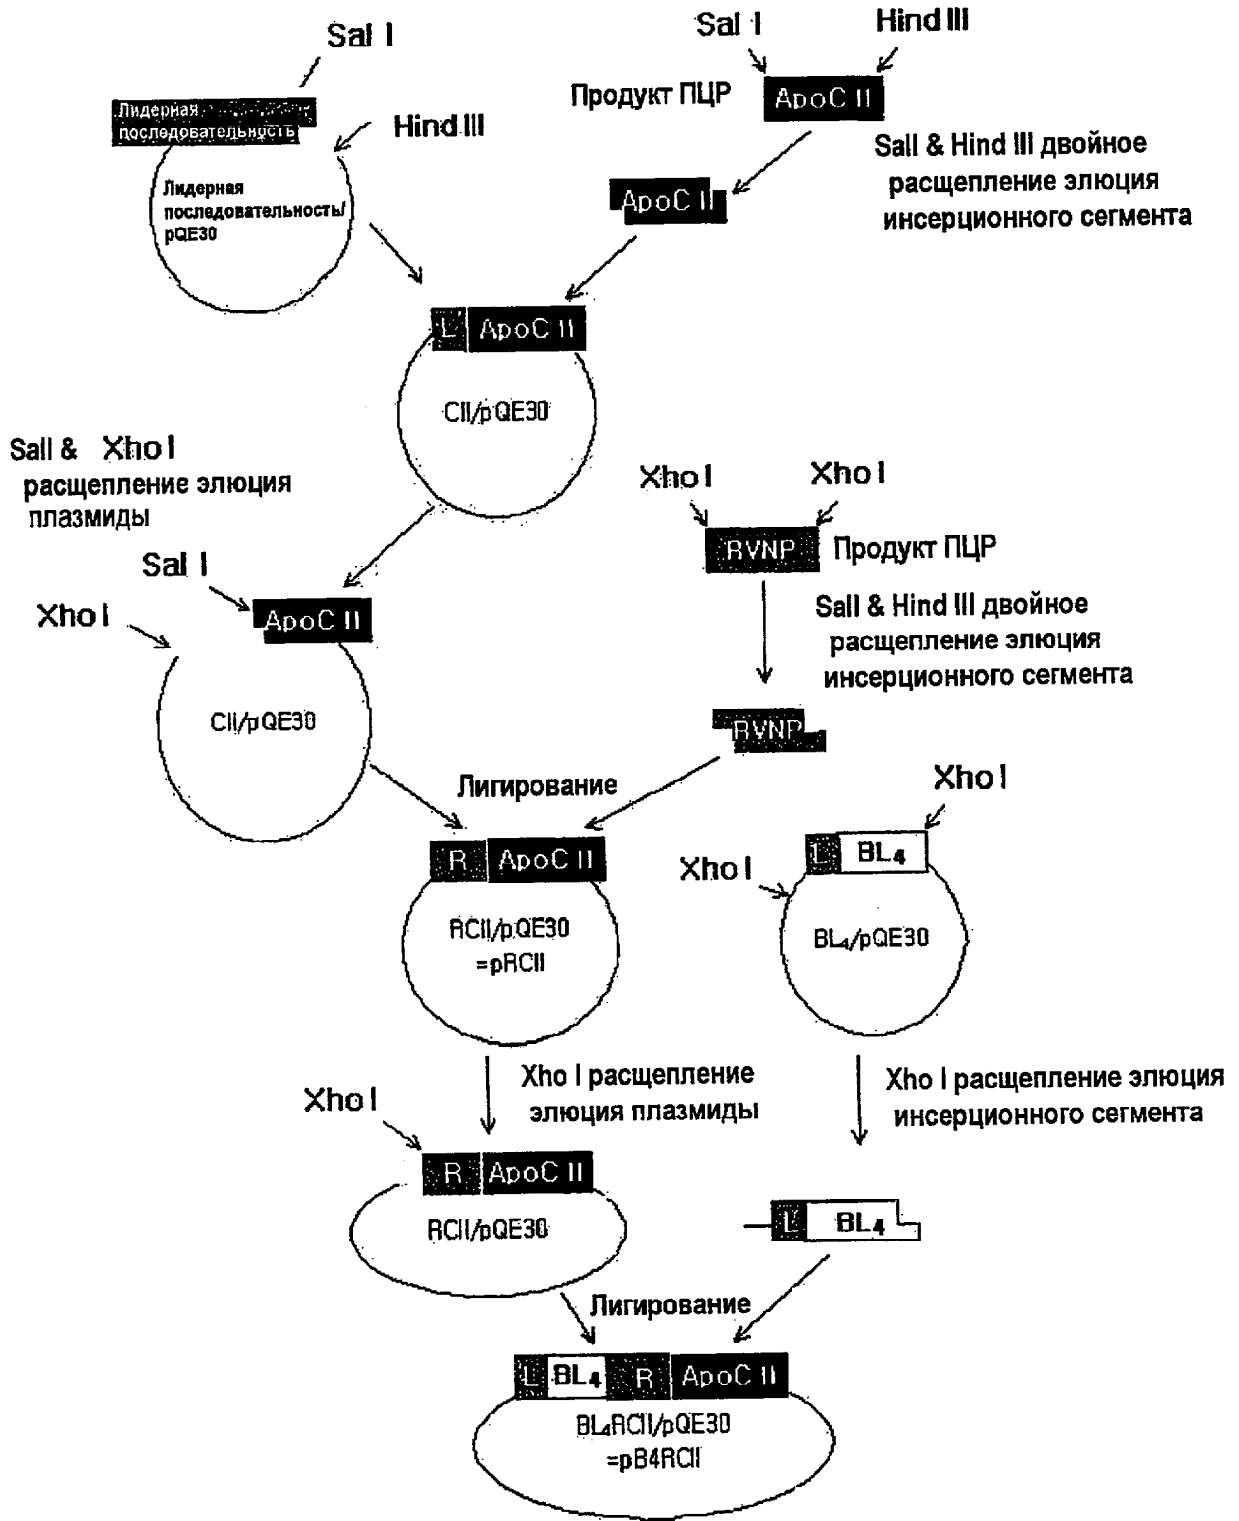 Sal I
Hind III
Sal I
Лидерная
последовательность
Hind III
Продукт ПЦР
ApoC II
SalI & Hind III двойное
расщепление элюция
инсерционного сегмента
Лидерная
последовательность/
pQE30
ApoC II
L ApoC II
CII/pQE30
SalI & Xho I
расщепление элюция
плазмиды
Xho I
Xho I
RVNP
Продукт ПЦР
Sal I
Xho I
ApoC II
SalI & Hind III двойное
расщепление элюция
инсерционного сегмента
CII/pQE30
RVNP
Лигирование
Xho I
R ApoC II
L BL4
Xho I
RCII/pQE30
=pRCII
BL4/pQE30
Xho I расщепление
элюция плазмиды
Xho I расщепление элюция
инсерционного сегмента
Xho I
R ApoC II
RCII/pQE30
L BL4
Лигирование
L BL4 R ApoC II
BL4RCII/pQE30
=pB4RCII